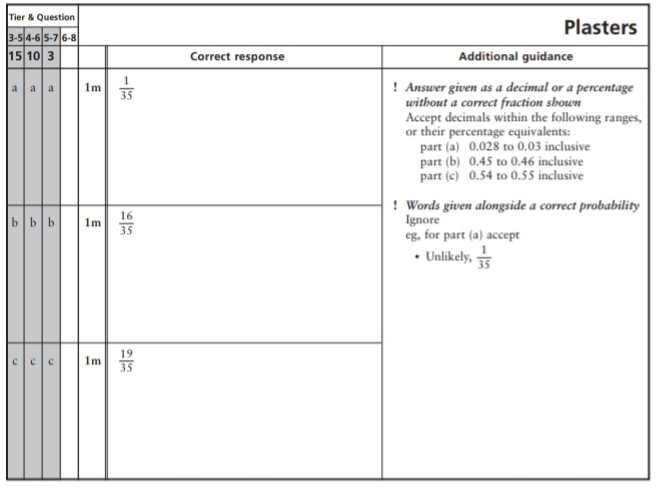 Tier & Question
Plasters
3-5 4-6 5-7 6-8
15 10 3
Correct response
Additional guidance
a a a 1m 1/35
! Answer given as a decimal or a percentage
without a correct fraction shown
Accept decimals within the following ranges,
or their percentage equivalents:
part (a) 0.028 to 0.03 inclusive
part (b) 0.45 to 0.46 inclusive
part (c) 0.54 to 0.55 inclusive
! Words given alongside a correct probability
Ignore
eg, for part (a) accept
• Unlikely, 1/35
b b b 1m 16/35
c c c 1m 19/35